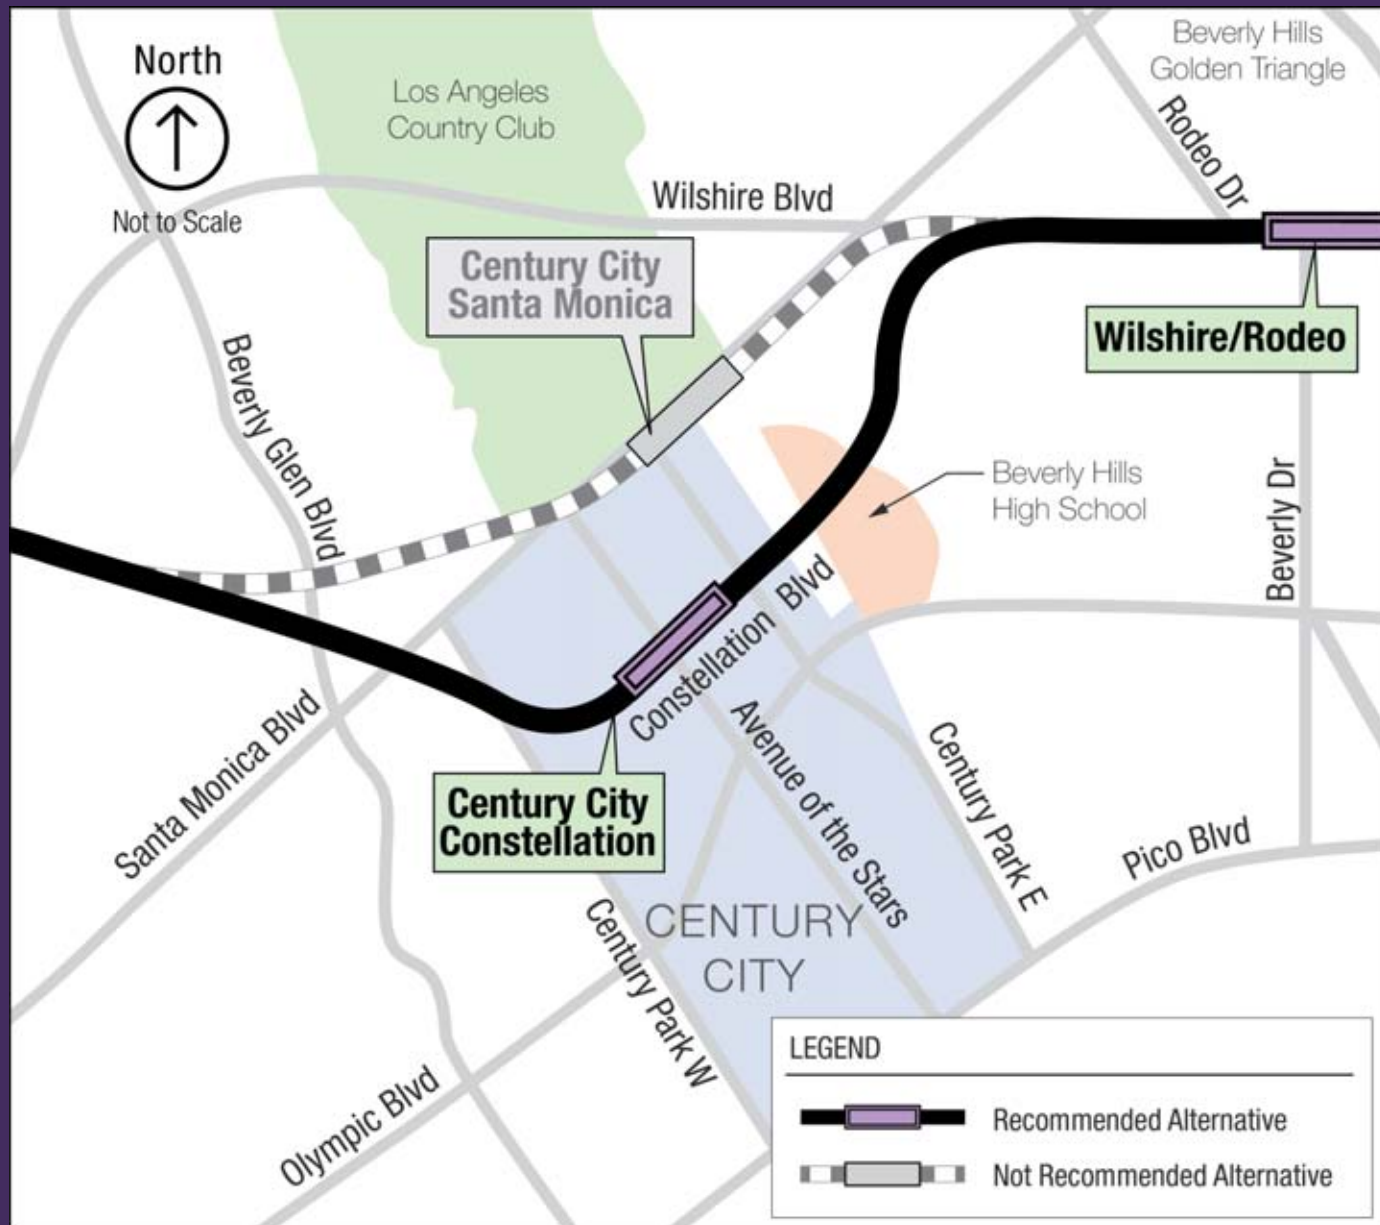 North
Not to Scale
Los Angeles
Country Club
Beverly Hills
Golden Triangle
Rodeo Dr
Wilshire Blvd
Century City
Santa Monica
Wilshire/Rodeo
Beverly Glen Blvd
Beverly Hills
High School
Beverly Dr
Constellation Blvd
Santa Monica Blvd
Avenue of the Stars
Century City
Constellation
Century Park E
Pico Blvd
Century Park W
CENTURY
CITY
Olympic Blvd
LEGEND
Recommended Alternative
Not Recommended Alternative